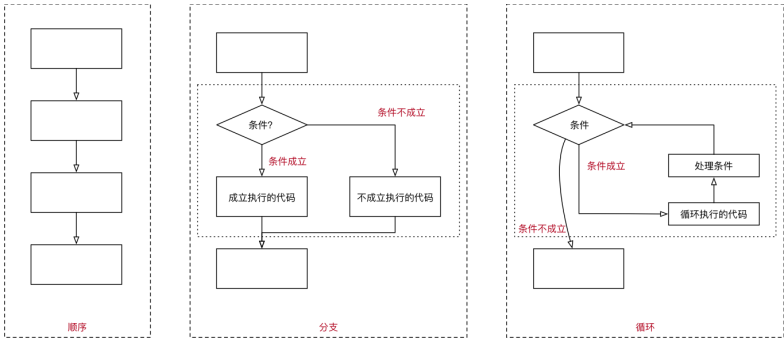 顺序
条件?
条件不成立
条件成立
成立执行的代码
不成立执行的代码
分支
条件
处理条件
条件成立
循环执行的代码
条件不成立
循环